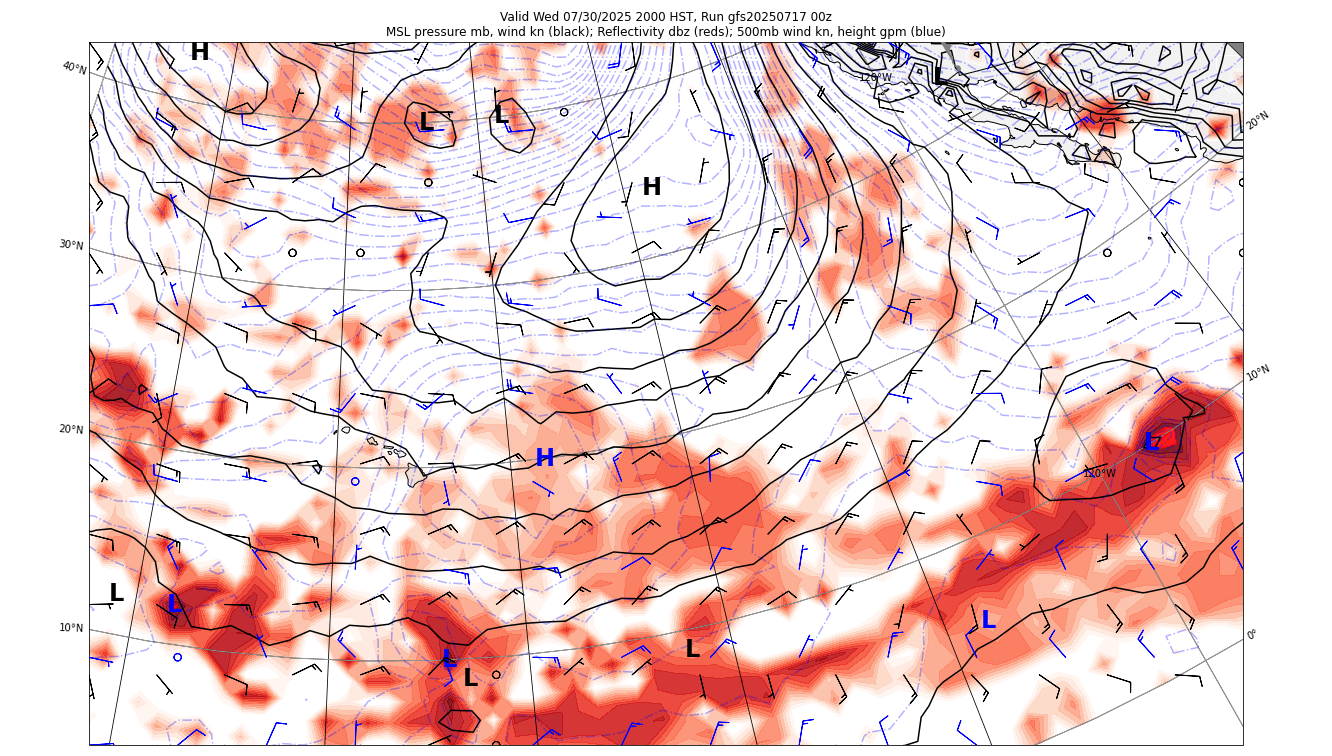 Valid Wed 07/30/2025 2000 HST, Run gfs20250717 00z
MSL pressure mb, wind kn (black); Reflectivity dbz (reds); 500mb wind kn, height gpm (blue)
H
40°N
120°W
L
L
L
20°N
H
30°N
10°N
20°N
H
L
120°W
L
L
L
10°N
0°
L
L
L